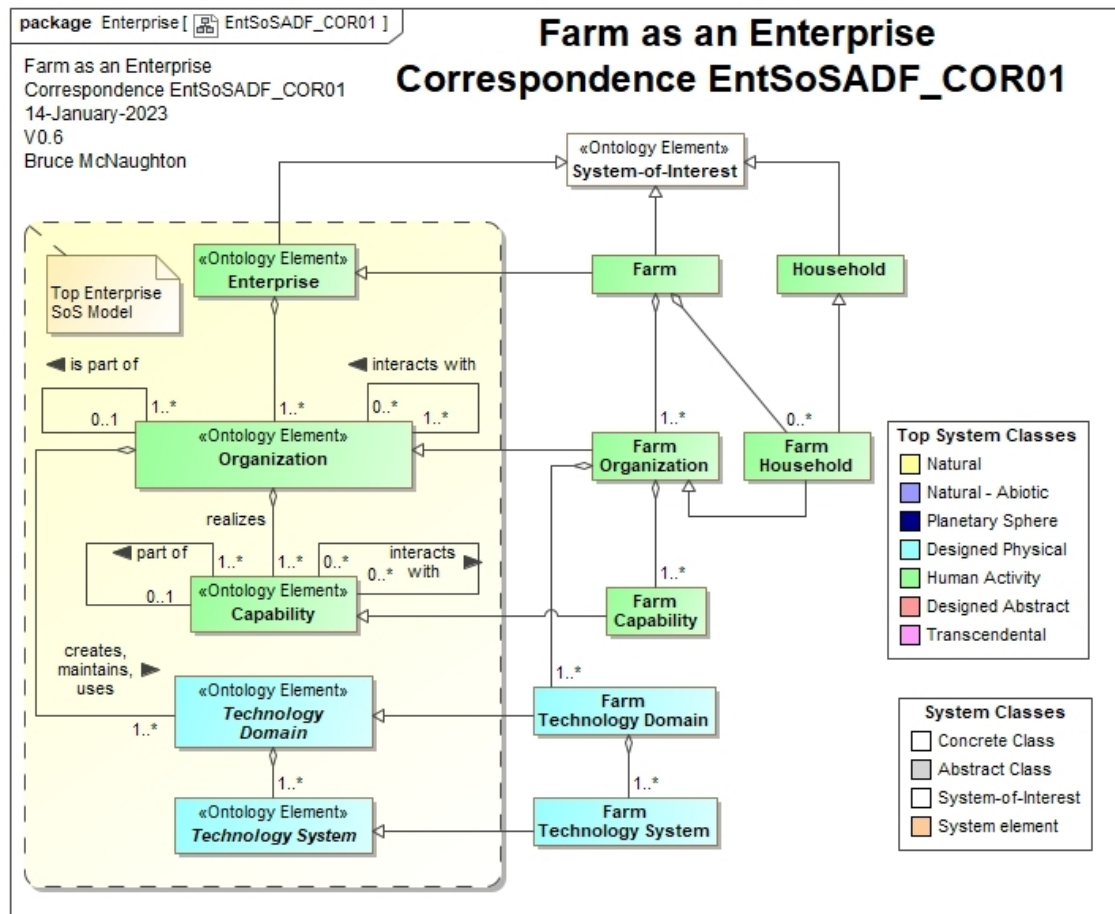 package Enterprise [ EntSoSADF_COR01 ]
Farm as an Enterprise
Correspondence EntSoSADF_COR01
Farm as an Enterprise
Correspondence EntSoSADF_COR01
14-January-2023
V0.6
Bruce McNaughton
«Ontology Element»
System-of-Interest
Top Enterprise
SoS Model
«Ontology Element»
Enterprise
Farm
Household
◀ is part of
◀ interacts with
1..*
0..1
1..*
0..*
1..*
1..*
0..*
«Ontology Element»
Organization
Farm
Organization
Farm
Household
realizes
◀ part of
1..*
0..1
1..*
0..*
0..*
interacts
with ▶
1..*
«Ontology Element»
Capability
Farm
Capability
creates,
maintains, ▶
uses
1..*
1..*
«Ontology Element»
Technology
Domain
Farm
Technology Domain
1..*
1..*
«Ontology Element»
Technology System
Farm
Technology System
Top System Classes
Natural
Natural - Abiotic
Planetary Sphere
Designed Physical
Human Activity
Designed Abstract
Transcendental
System Classes
Concrete Class
Abstract Class
System-of-Interest
System element